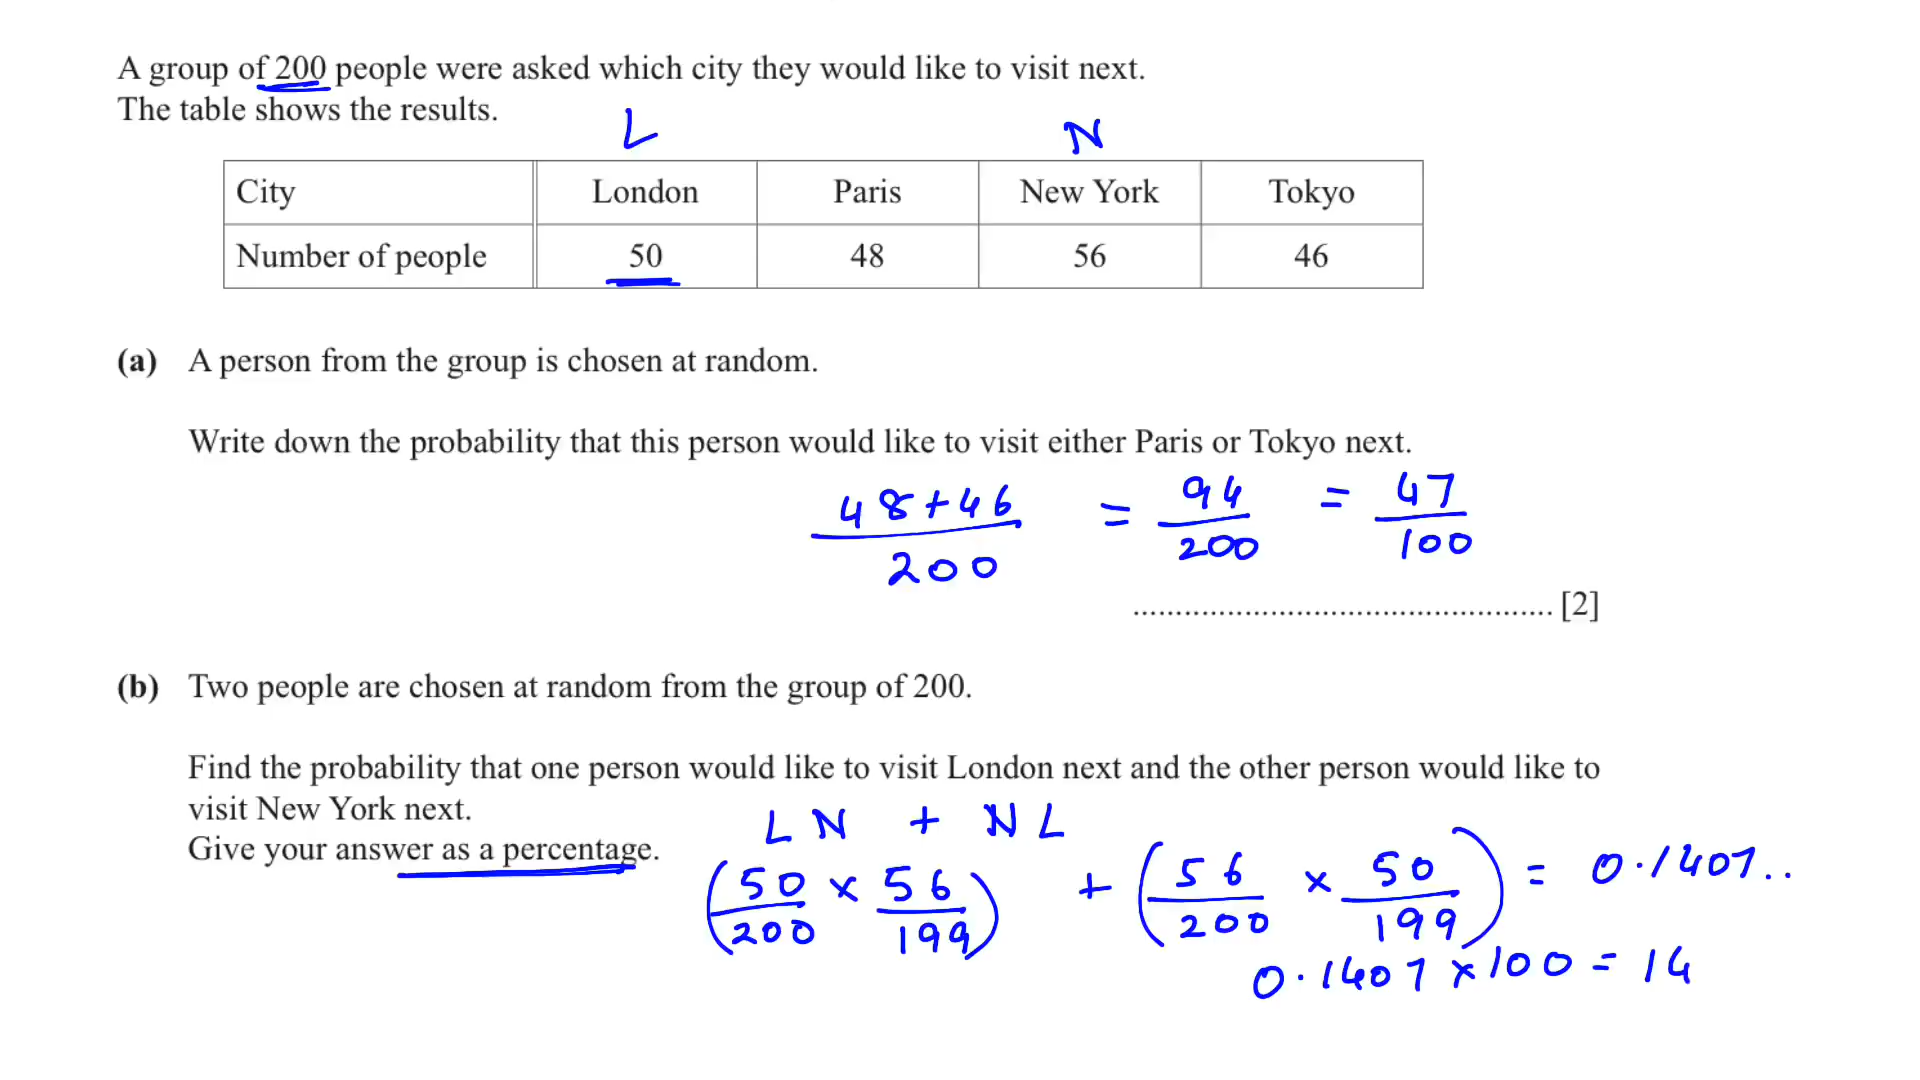 A group of 200 people were asked which city they would like to visit next.
The table shows the results.
L N
City London Paris New York Tokyo
Number of people 50 48 56 46
(a) A person from the group is chosen at random.
Write down the probability that this person would like to visit either Paris or Tokyo next.
48+46/200 = 94/200 = 47/100
.................................................. [2]
(b) Two people are chosen at random from the group of 200.
Find the probability that one person would like to visit London next and the other person would like to
visit New York next.
LN + NL
Give your answer as a percentage.
(50/200 × 56/199) + (56/200 × 50/199) = 0.1407..
0.1407 × 100 = 14